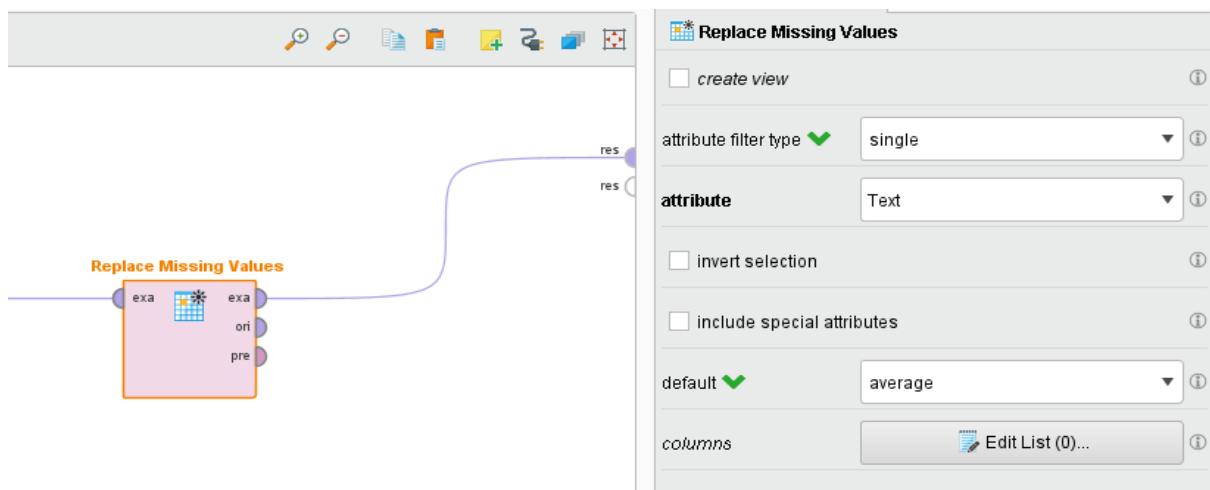 res
res
Replace Missing Values
exa
exa
ori
pre
Replace Missing Values
create view
attribute filter type
single
attribute
Text
invert selection
include special attributes
default
average
columns
Edit List (0)...